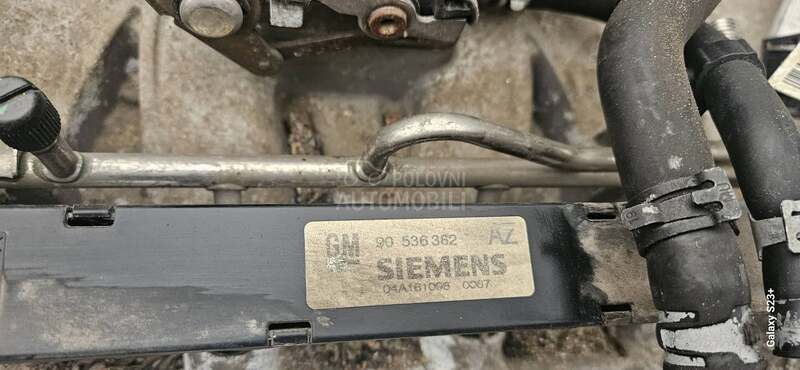 POLOVNI
AUTOMOBILI
GM 90 536 362 AZ
SIEMENS
04A161098 0067
Galaxy S23+